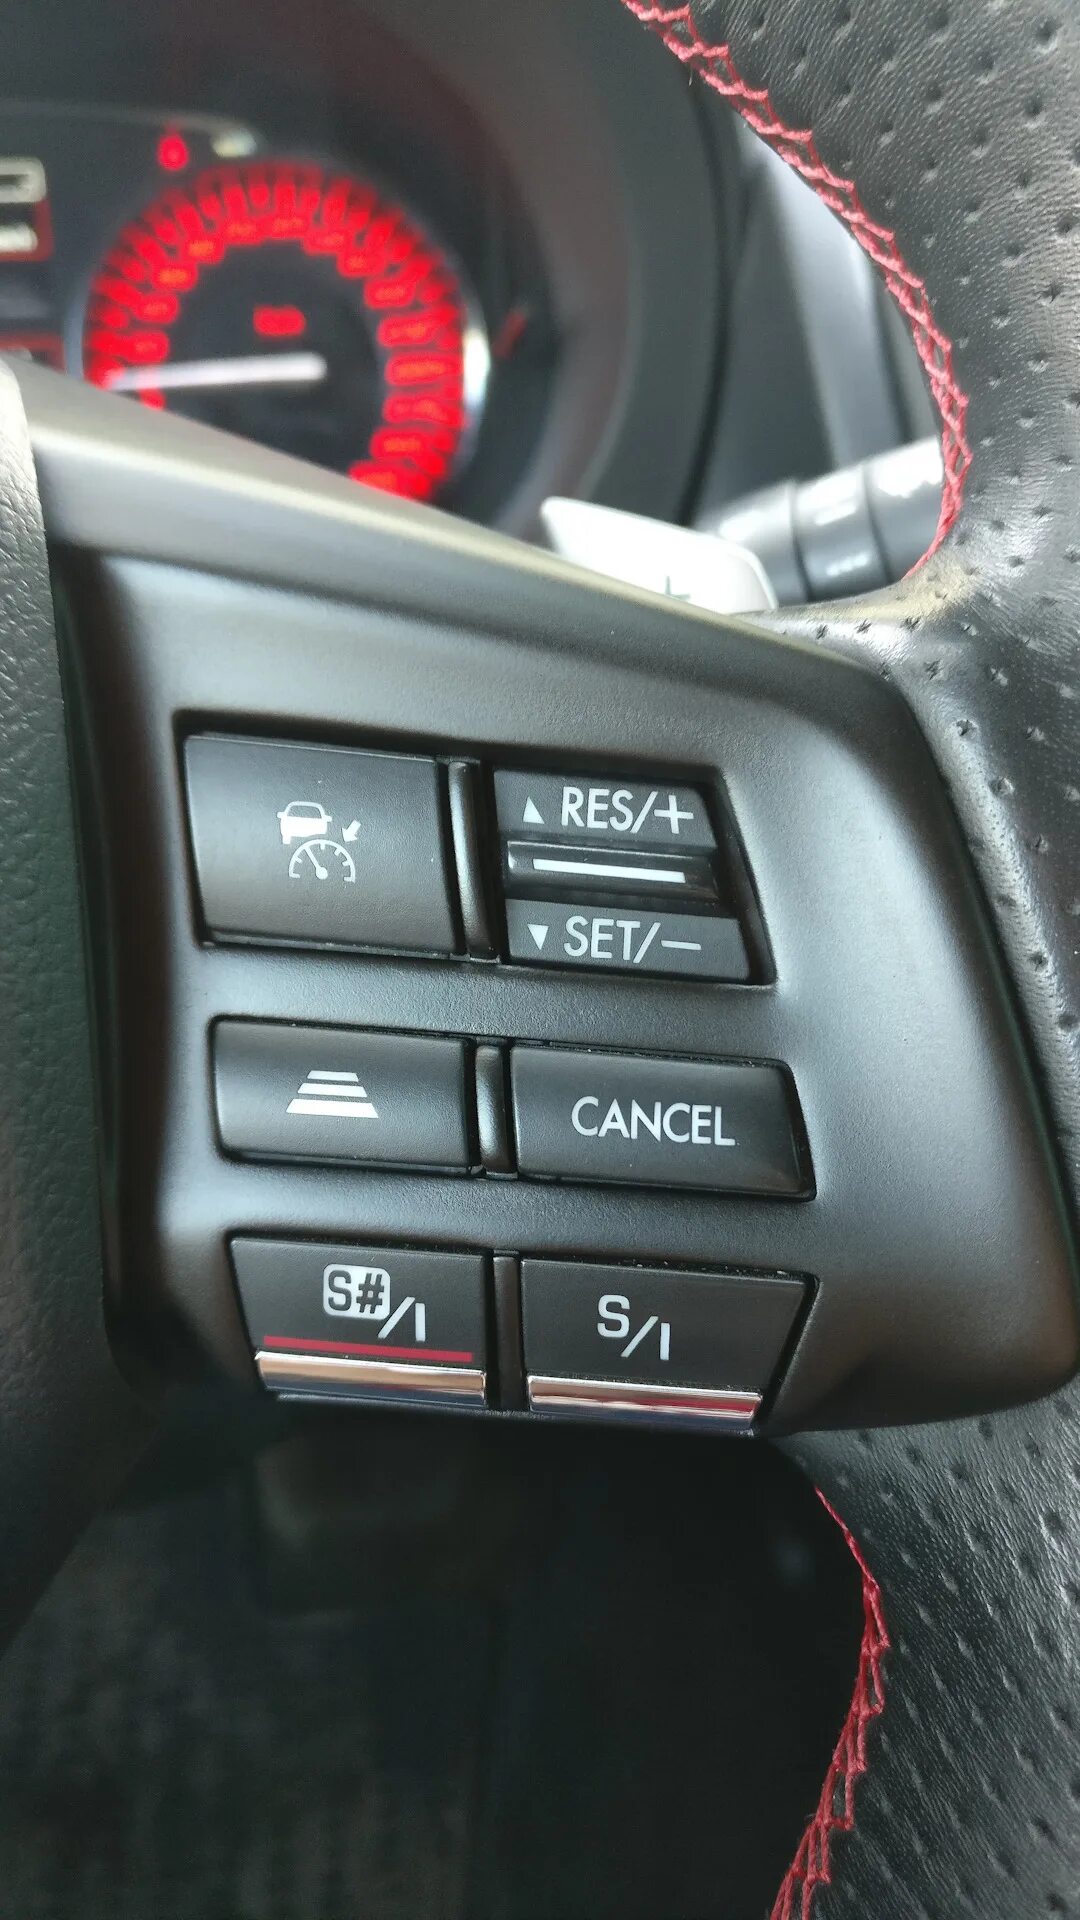 ▲ RES/+
▼ SET/−
CANCEL
S#/I
S/I
+